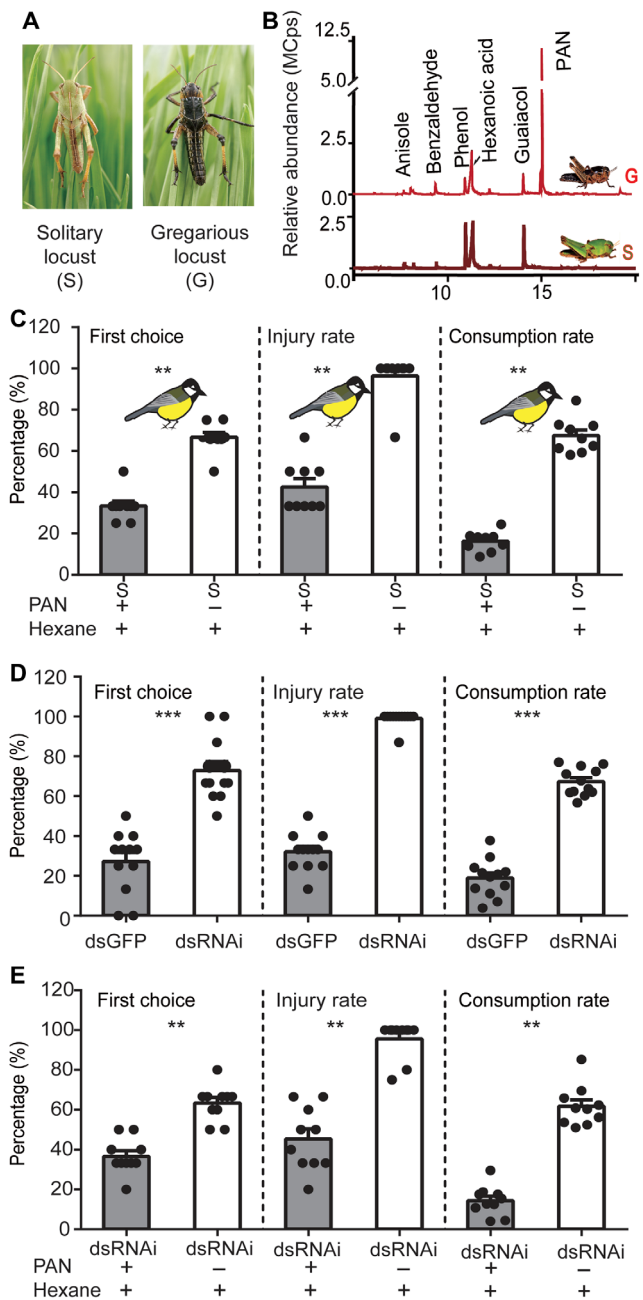 A
Solitary
locust
(S)
Gregarious
locust
(G)
B
Relative abundance (MCps)
12.5
5.0
2.5
0.0
2.5
0.0
Anisole
Benzaldehyde
Phenol
Hexanoic acid
Guaiacol
PAN
G
S
10
15
C
Percentage (%)
120
100
80
60
40
20
0
First choice
Injury rate
Consumption rate
** ** **
S S S S S S
PAN + – + – + –
Hexane + + + + + +
D
Percentage (%)
120
100
80
60
40
20
0
First choice
Injury rate
Consumption rate
*** *** ***
dsGFP dsRNAi dsGFP dsRNAi dsGFP dsRNAi
E
Percentage (%)
120
100
80
60
40
20
0
First choice
Injury rate
Consumption rate
** ** **
dsRNAi dsRNAi dsRNAi dsRNAi dsRNAi dsRNAi
PAN + – + – + –
Hexane + + + + + +